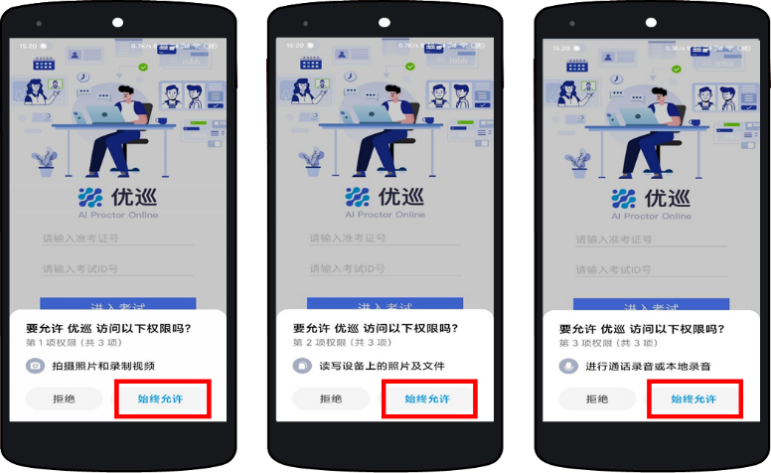 15.20
优巡
AI Proctor Online
请输入准考证号
请输入考试ID号
进入考试
要允许 优巡 访问以下权限吗?
第 1 项权限 (共 3 项)
拍摄照片和录制视频
拒绝
始终允许
优巡
AI Proctor Online
请输入准考证号
请输入考试ID号
进入考试
要允许 优巡 访问以下权限吗?
第 2 项权限 (共 3 项)
读写设备上的照片及文件
拒绝
始终允许
优巡
AI Proctor Online
请输入准考证号
请输入考试ID号
进入考试
要允许 优巡 访问以下权限吗?
第 3 项权限 (共 3 项)
进行通话录音或本地录音
拒绝
始终允许